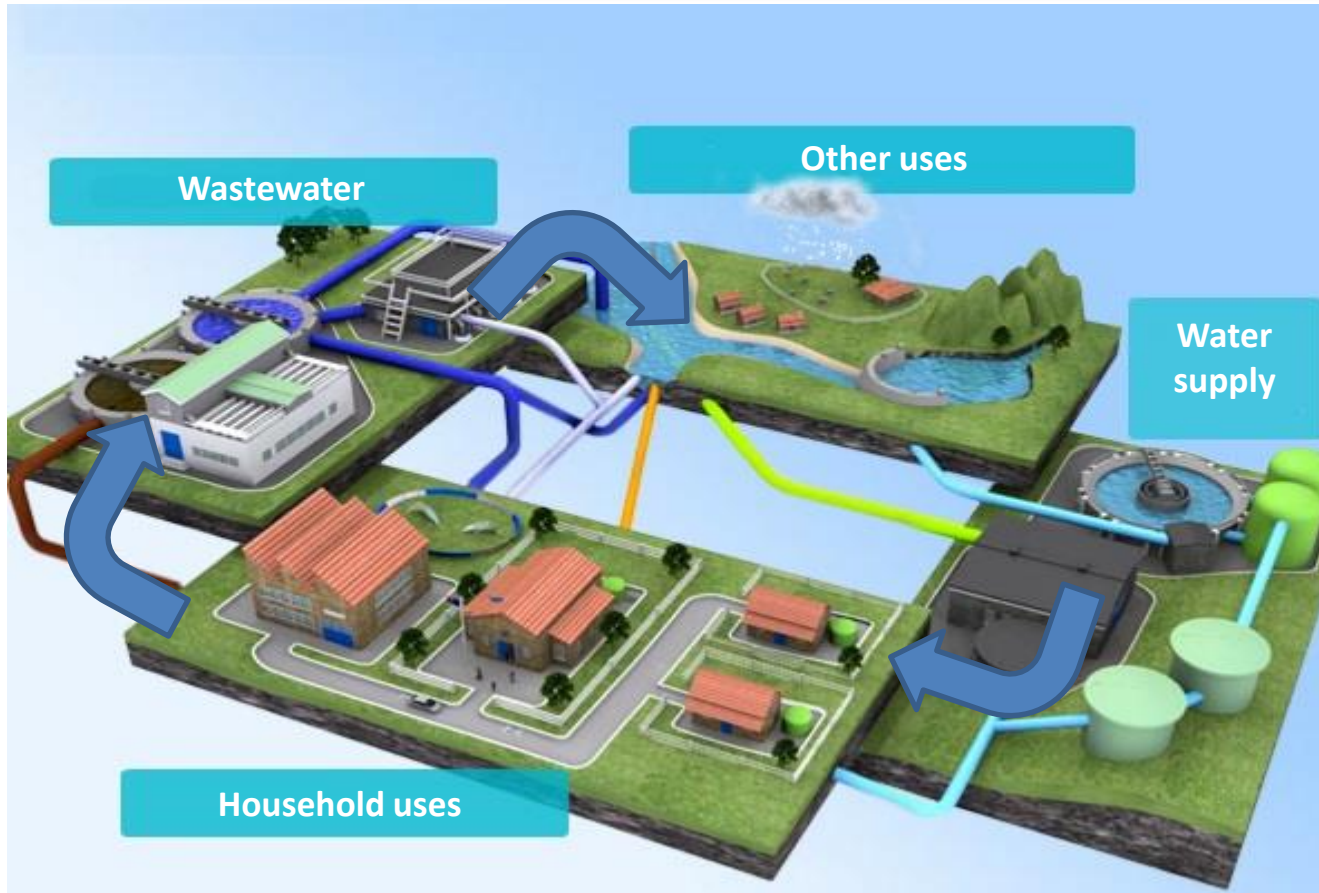 Wastewater
Other uses
Water
supply
Household uses